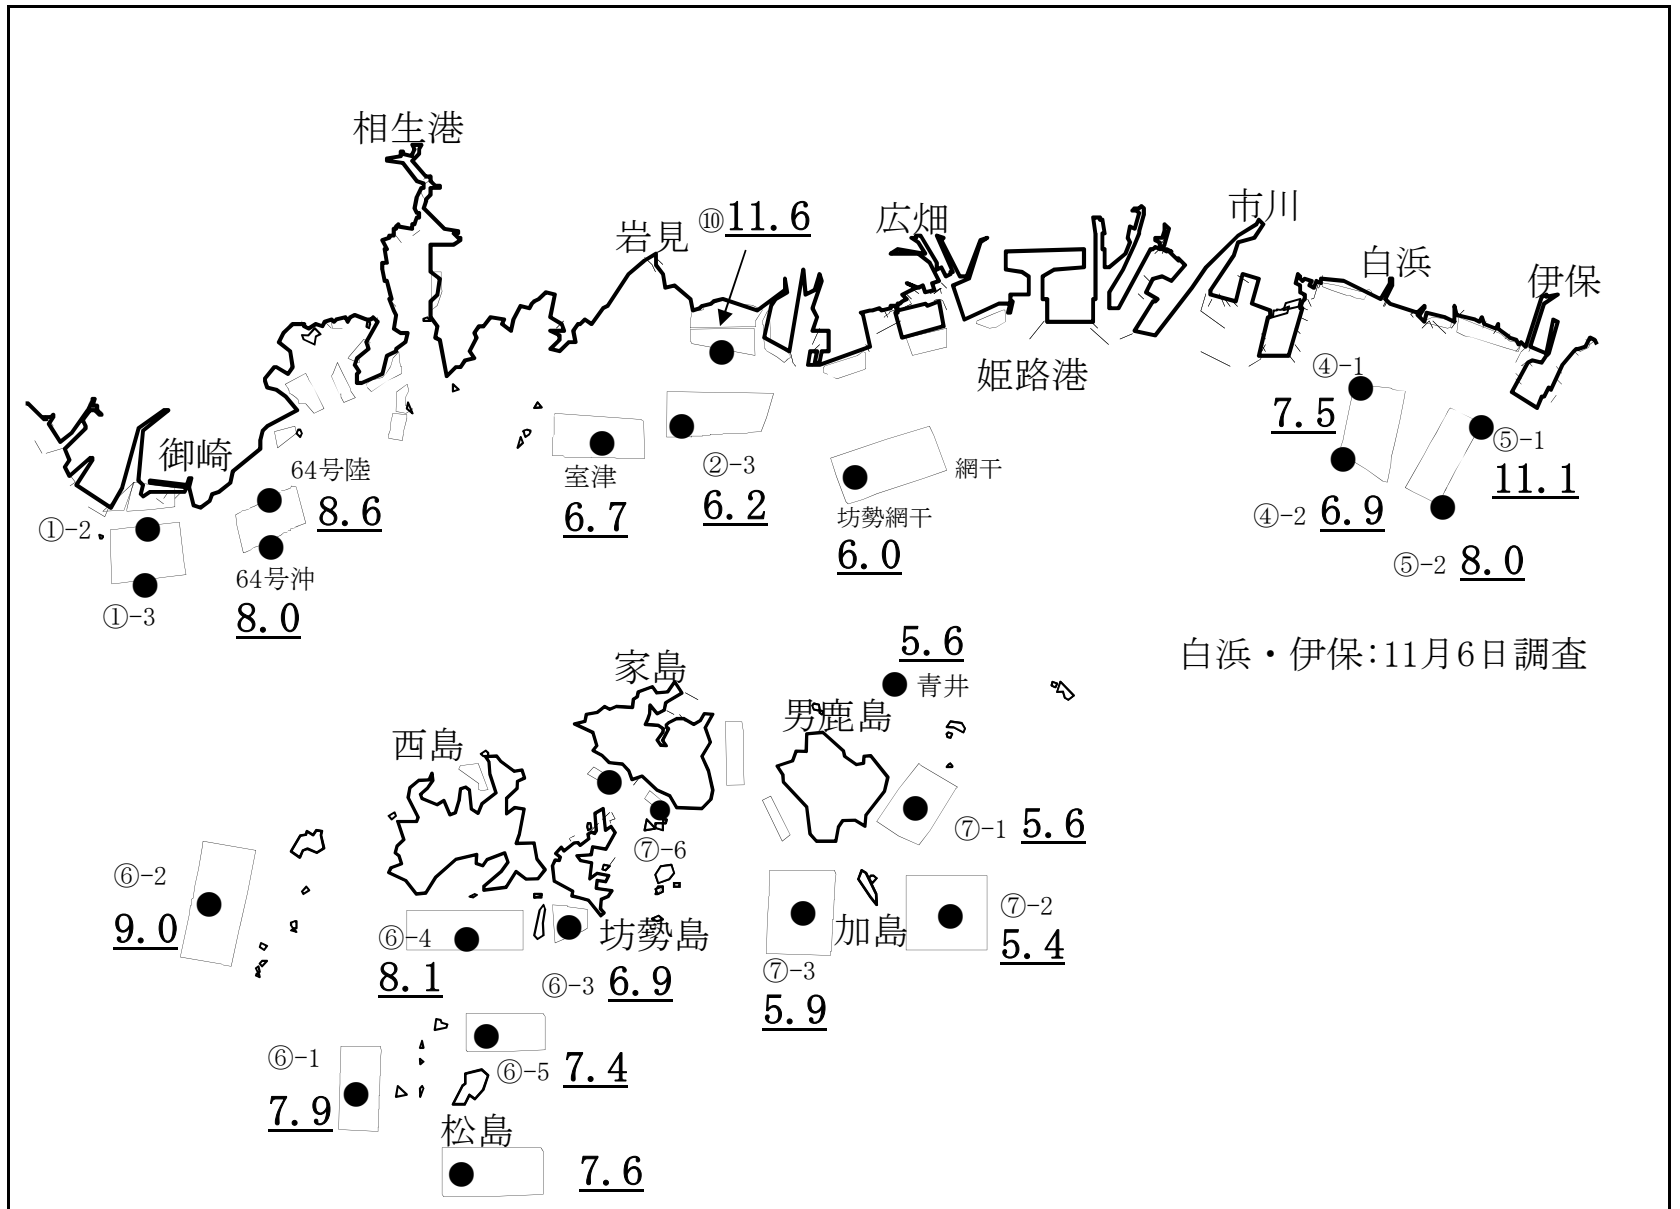 相生港
市川
⑩11.6
広畑
岩見
白浜
伊保
姫路港
④-1
7.5
御崎
64号陸
8.6
室津
6.7
②-3
6.2
網干
坊勢網干
6.0
⑤-1
11.1
④-2 6.9
⑤-2 8.0
①-2
①-3
64号沖
8.0
白浜・伊保:11月6日調査
5.6
青井
家島
男鹿島
西島
⑦-1 5.6
⑦-6
⑥-2
9.0
⑥-4
8.1
坊勢島
⑥-3 6.9
加島
⑦-2
5.4
⑦-3
5.9
⑥-1
7.9
⑥-5 7.4
松島
7.6